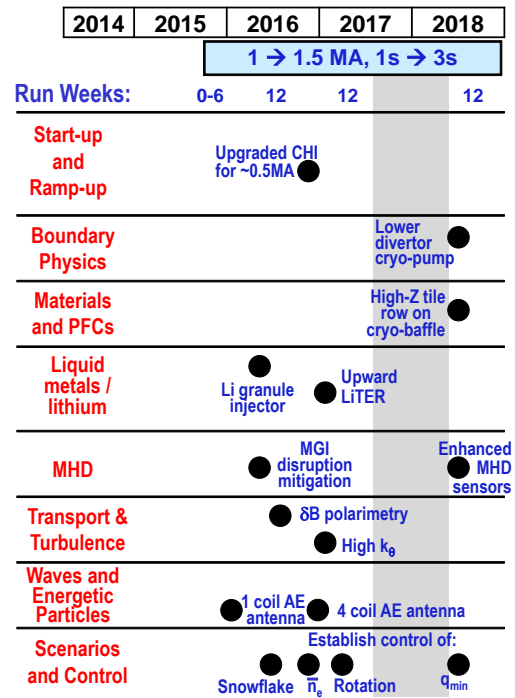 2014 2015 2016 2017 2018
1 → 1.5 MA, 1s → 3s
Run Weeks: 0-6 12 12 12
Start-up
and
Ramp-up
Upgraded CHI
for ~0.5MA
Boundary
Physics
Lower
divertor
cryo-pump
Materials
and PFCs
High-Z tile
row on
cryo-baffle
Liquid
metals /
lithium
Li granule
injector
Upward
LiTER
MHD
MGI
disruption
mitigation
Enhanced
MHD
sensors
Transport &
Turbulence
δB polarimetry
High kθ
Waves and
Energetic
Particles
1 coil AE
antenna
4 coil AE antenna
Scenarios
and Control
Establish control of:
Snowflake n̅e Rotation qmin